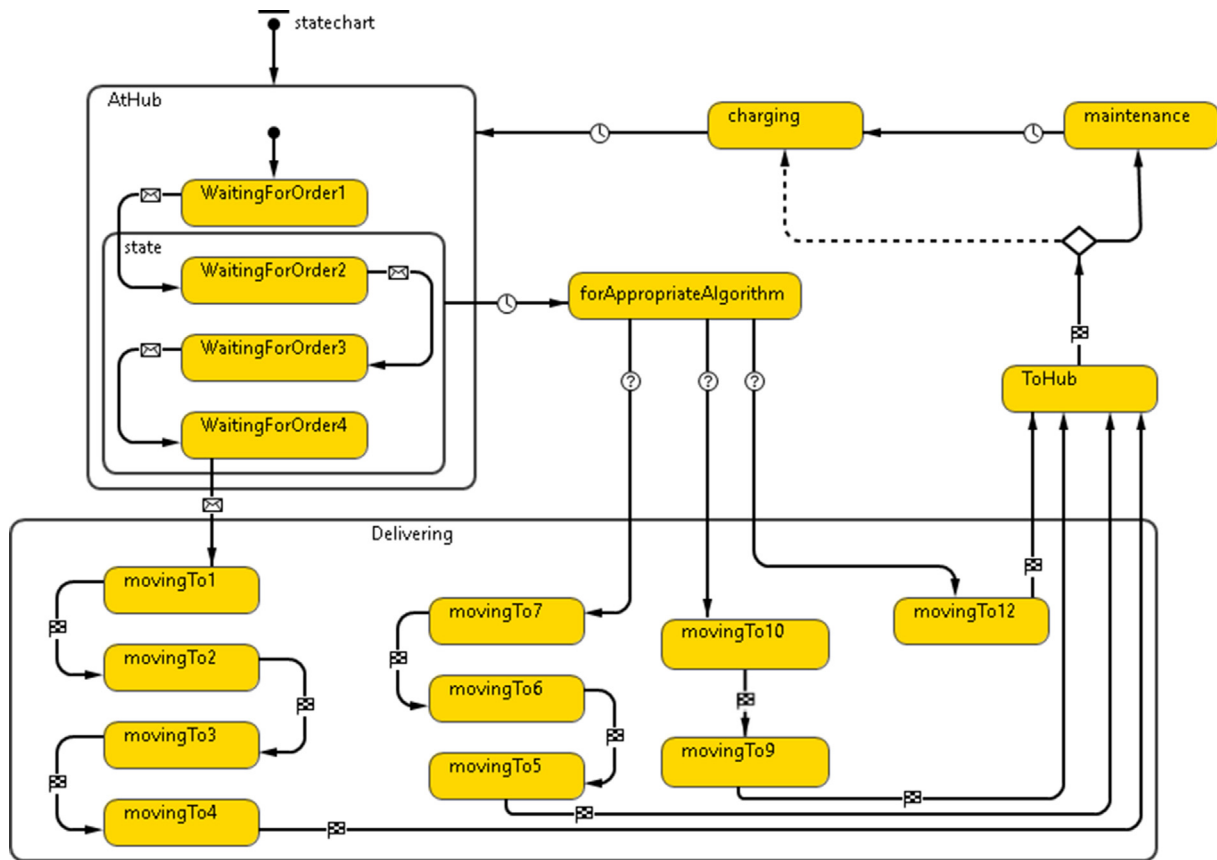 statechart
AtHub
charging
maintenance
WaitingForOrder1
state
WaitingForOrder2
forAppropriateAlgorithm
WaitingForOrder3
ToHub
WaitingForOrder4
Delivering
movingTo1
movingTo7
movingTo12
movingTo10
movingTo2
movingTo6
movingTo3
movingTo9
movingTo5
movingTo4